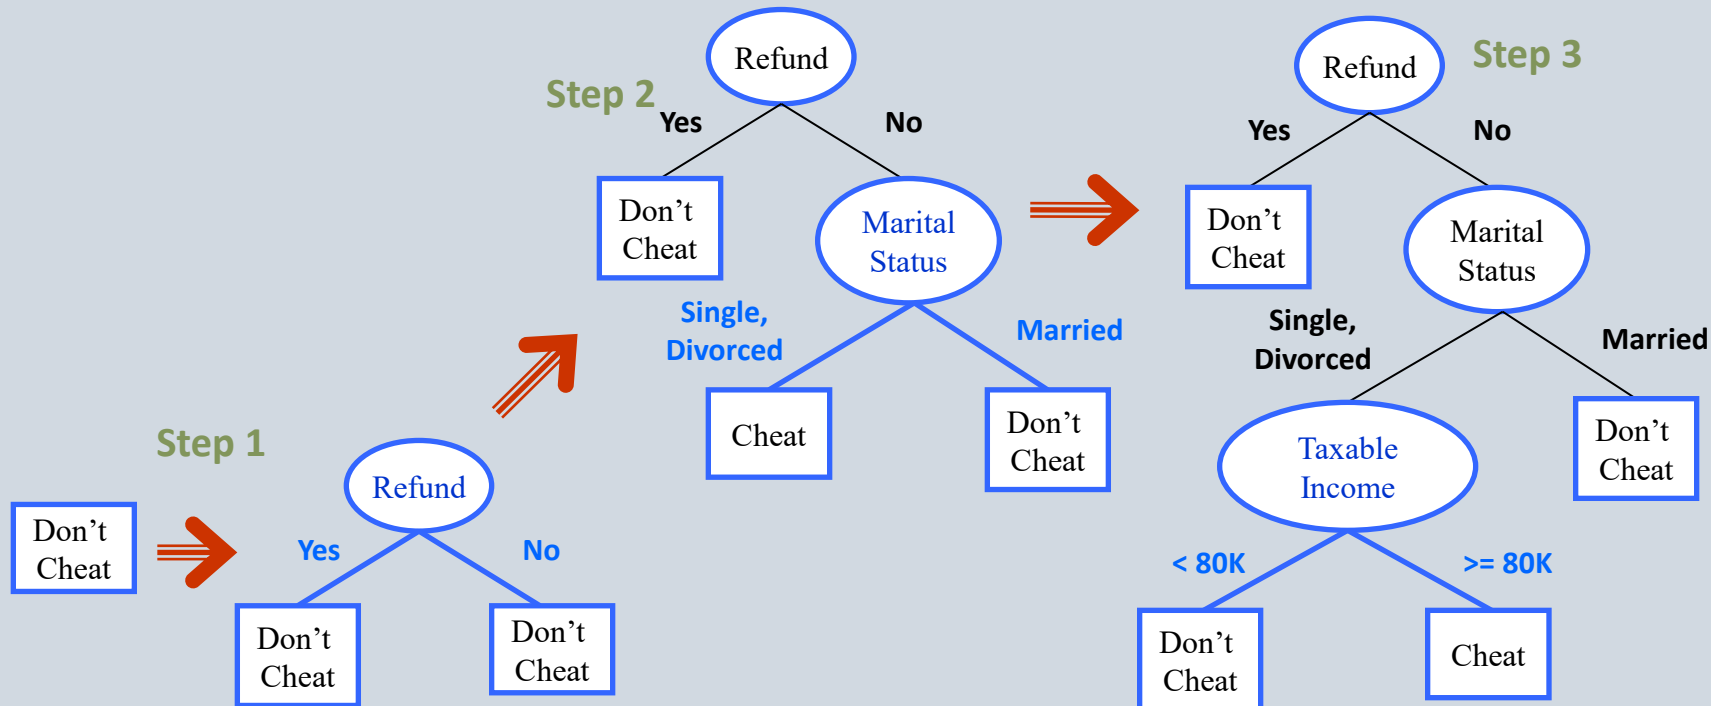 Step 1
Don't
Cheat
Refund
Yes
No
Don't
Cheat
Don't
Cheat
Step 2
Refund
Yes
No
Don't
Cheat
Marital
Status
Single,
Divorced
Married
Cheat
Don't
Cheat
Step 3
Refund
Yes
No
Don't
Cheat
Marital
Status
Single,
Divorced
Married
Taxable
Income
Don't
Cheat
< 80K
>= 80K
Don't
Cheat
Cheat